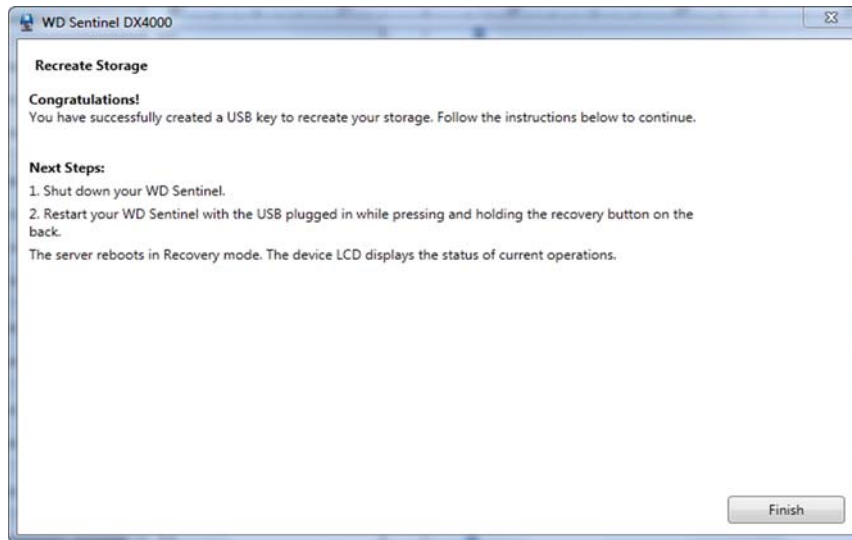 WD Sentinel DX4000
Recreate Storage
Congratulations!
You have successfully created a USB key to recreate your storage. Follow the instructions below to continue.
Next Steps:
1. Shut down your WD Sentinel.
2. Restart your WD Sentinel with the USB plugged in while pressing and holding the recovery button on the
back.
The server reboots in Recovery mode. The device LCD displays the status of current operations.
Finish